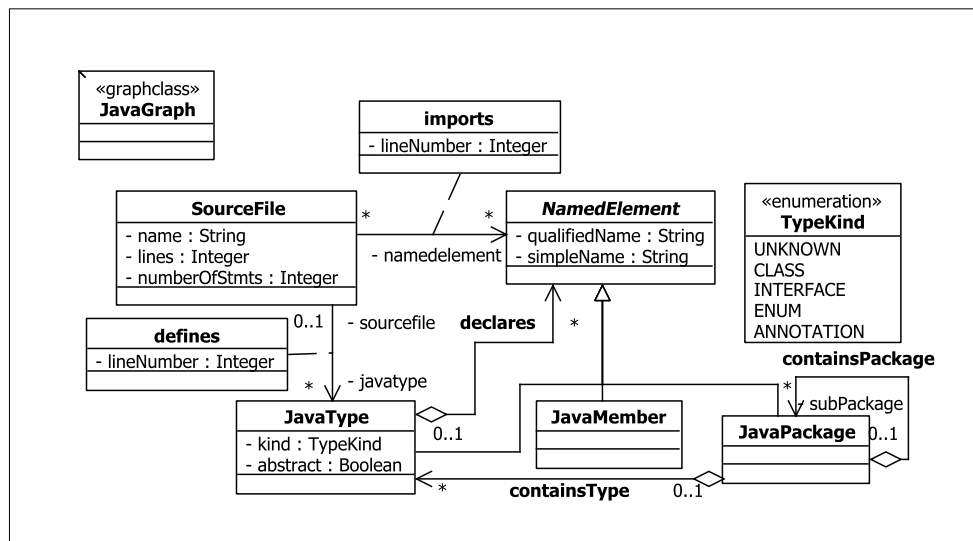 «graphclass»
JavaGraph
imports
- lineNumber : Integer
SourceFile
- name : String
- lines : Integer
- numberOfStmts : Integer
*
*
- namedelement
NamedElement
- qualifiedName : String
- simpleName : String
«enumeration»
TypeKind
UNKNOWN
CLASS
INTERFACE
ENUM
ANNOTATION
defines
- lineNumber : Integer
0..1
- sourcefile
declares
*
containsPackage
*
- javatype
*
- subPackage
JavaType
- kind : TypeKind
- abstract : Boolean
0..1
JavaMember
JavaPackage
0..1
*
containsType
0..1